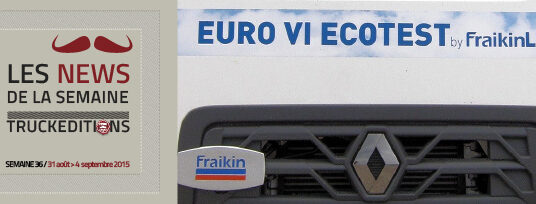 LES NEWS
DE LA SEMAINE
TRUCKEDITIONS
SEMAINE 36 / 31 août > 4 septembre 2015
EURO VI ECOTEST by FraikinL
Fraikin